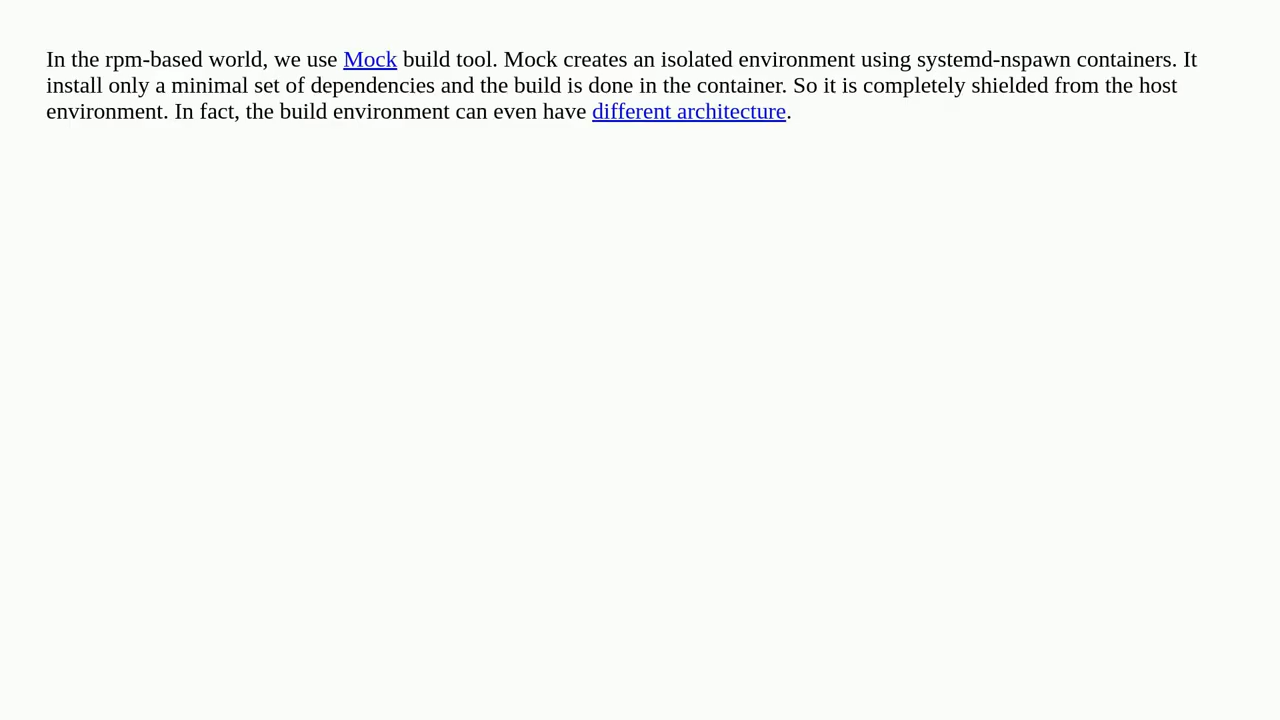 In the rpm-based world, we use Mock build tool. Mock creates an isolated environment using systemd-nspawn containers. It
install only a minimal set of dependencies and the build is done in the container. So it is completely shielded from the host
environment. In fact, the build environment can even have different architecture.